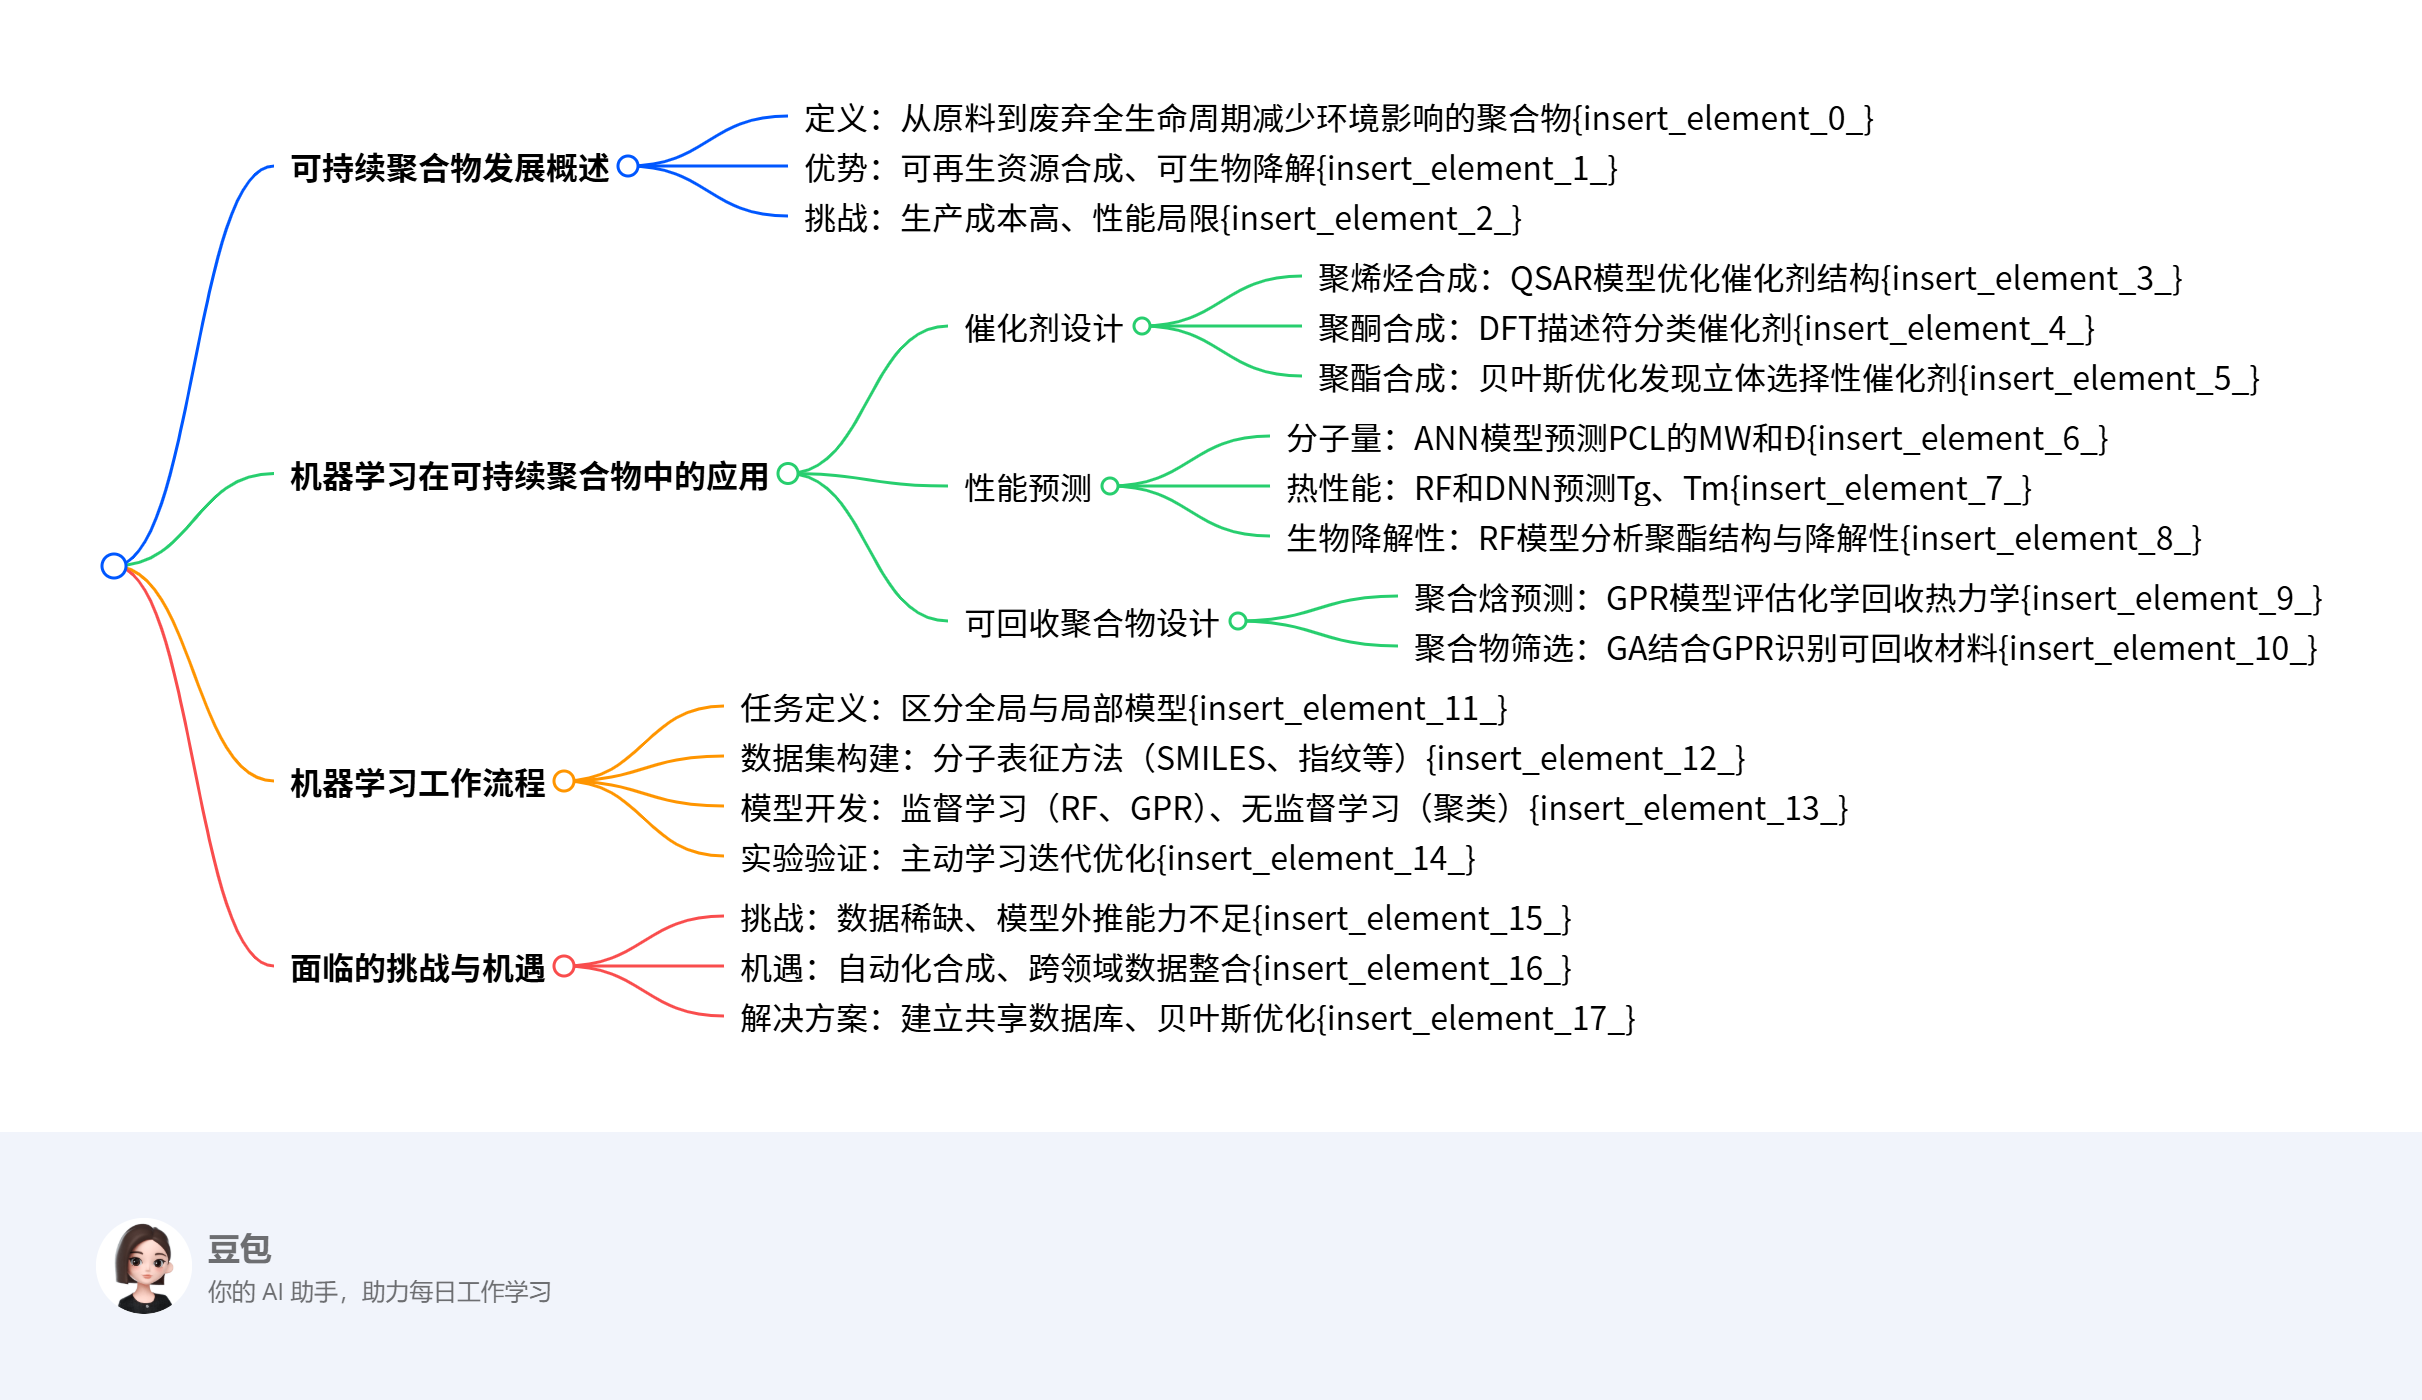 可持续聚合物发展概述
定义：从原料到废弃全生命周期减少环境影响的聚合物{insert_element_0_}
优势：可再生资源合成、可生物降解{insert_element_1_}
挑战：生产成本高、性能局限{insert_element_2_}
机器学习在可持续聚合物中的应用
催化剂设计
聚烯烃合成：QSAR模型优化催化剂结构{insert_element_3_}
聚酮合成：DFT描述符分类催化剂{insert_element_4_}
聚酯合成：贝叶斯优化发现立体选择性催化剂{insert_element_5_}
性能预测
分子量：ANN模型预测PCL的MW和Đ{insert_element_6_}
热性能：RF和DNN预测Tg、Tm{insert_element_7_}
生物降解性：RF模型分析聚酯结构与降解性{insert_element_8_}
可回收聚合物设计
聚合焓预测：GPR模型评估化学回收热力学{insert_element_9_}
聚合物筛选：GA结合GPR识别可回收材料{insert_element_10_}
机器学习工作流程
任务定义：区分全局与局部模型{insert_element_11_}
数据集构建：分子表征方法（SMILES、指纹等）{insert_element_12_}
模型开发：监督学习（RF、GPR）、无监督学习（聚类）{insert_element_13_}
实验验证：主动学习迭代优化{insert_element_14_}
面临的挑战与机遇
挑战：数据稀缺、模型外推能力不足{insert_element_15_}
机遇：自动化合成、跨领域数据整合{insert_element_16_}
解决方案：建立共享数据库、贝叶斯优化{insert_element_17_}
豆包
你的 AI 助手，助力每日工作学习